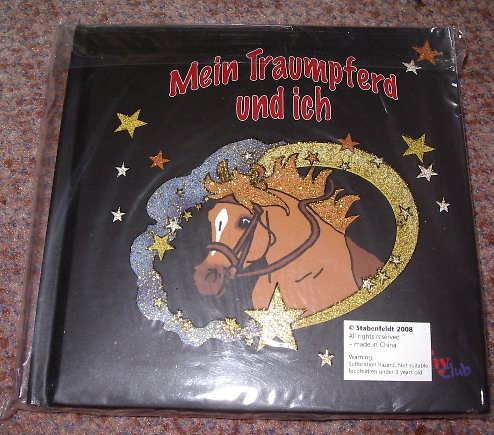 Mein Traumpferd
und ich
© Stabenfeldt 2008
All rights reserved
– made in China
Warning:
Suffocation hazard. Not suitable
for children under 3 years old
Club